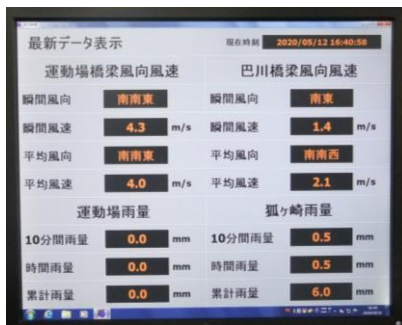 最新データ表示
現在時刻 2020/05/12 16:40:58
運動場橋梁風向風速 巴川橋梁風向風速
瞬間風向 南南東 瞬間風向 南東
瞬間風速 4.3 m/s 瞬間風速 1.4 m/s
平均風向 南南東 平均風向 南南西
平均風速 4.0 m/s 平均風速 2.1 m/s
運動場雨量 狐ヶ崎雨量
10分間雨量 0.0 mm 10分間雨量 0.5 mm
時間雨量 0.0 mm 時間雨量 0.5 mm
累計雨量 0.0 mm 累計雨量 6.0 mm